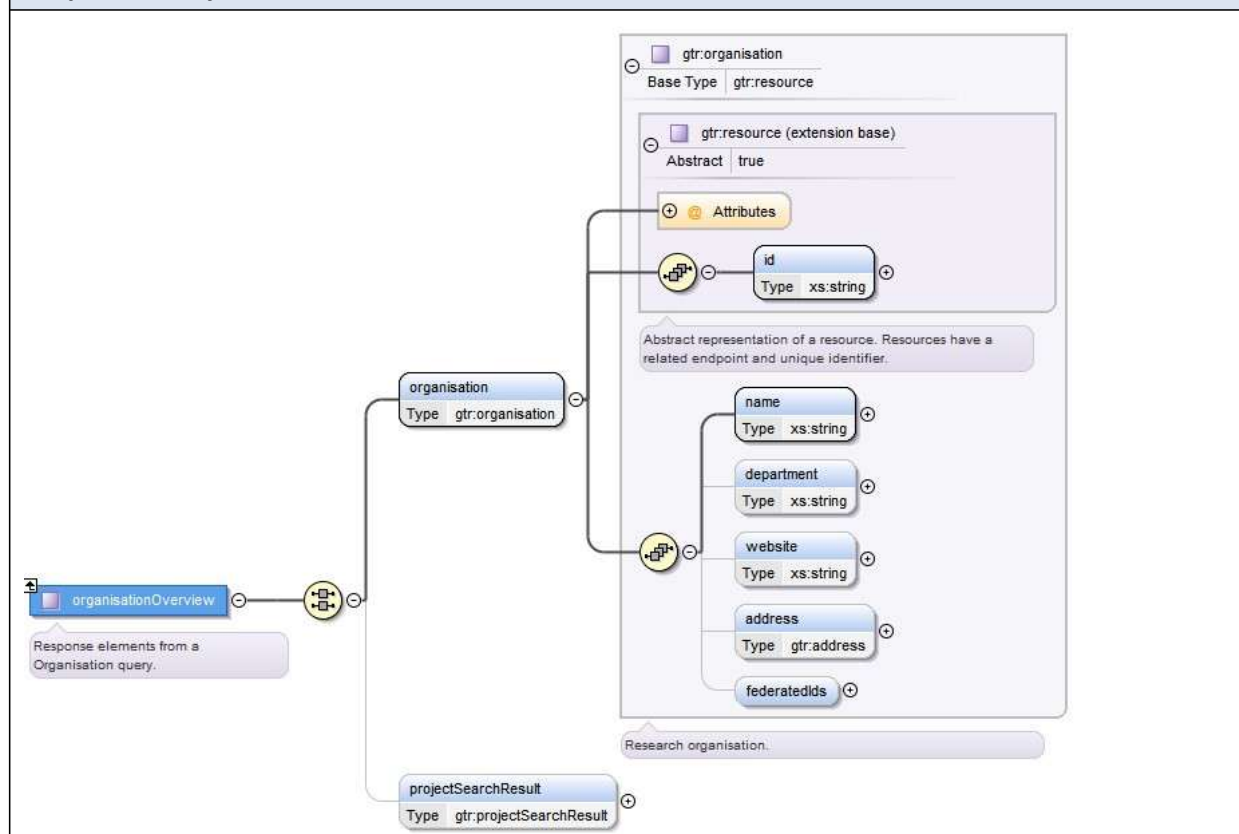 gtr:organisation
Base Type gtr:resource
gtr:resource (extension base)
Abstract true
@ Attributes
id
Type xs:string
Abstract representation of a resource. Resources have a
related endpoint and unique identifier.
organisation
Type gtr:organisation
name
Type xs:string
department
Type xs:string
website
Type xs:string
organisationOverview
address
Type gtr:address
Response elements from a
Organisation query.
federatedIds
Research organisation.
projectSearchResult
Type gtr:projectSearchResult